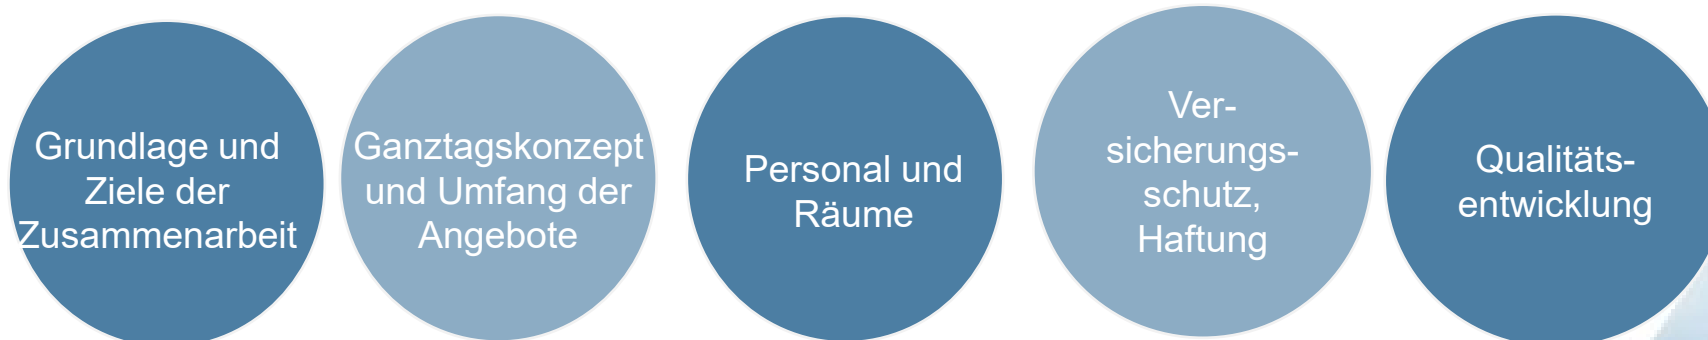 Grundlage und
Ziele der
Zusammenarbeit
Ganztagskonzept
und Umfang der
Angebote
Personal und
Räume
Ver-
sicherungs-
schutz,
Haftung
Qualitäts-
entwicklung